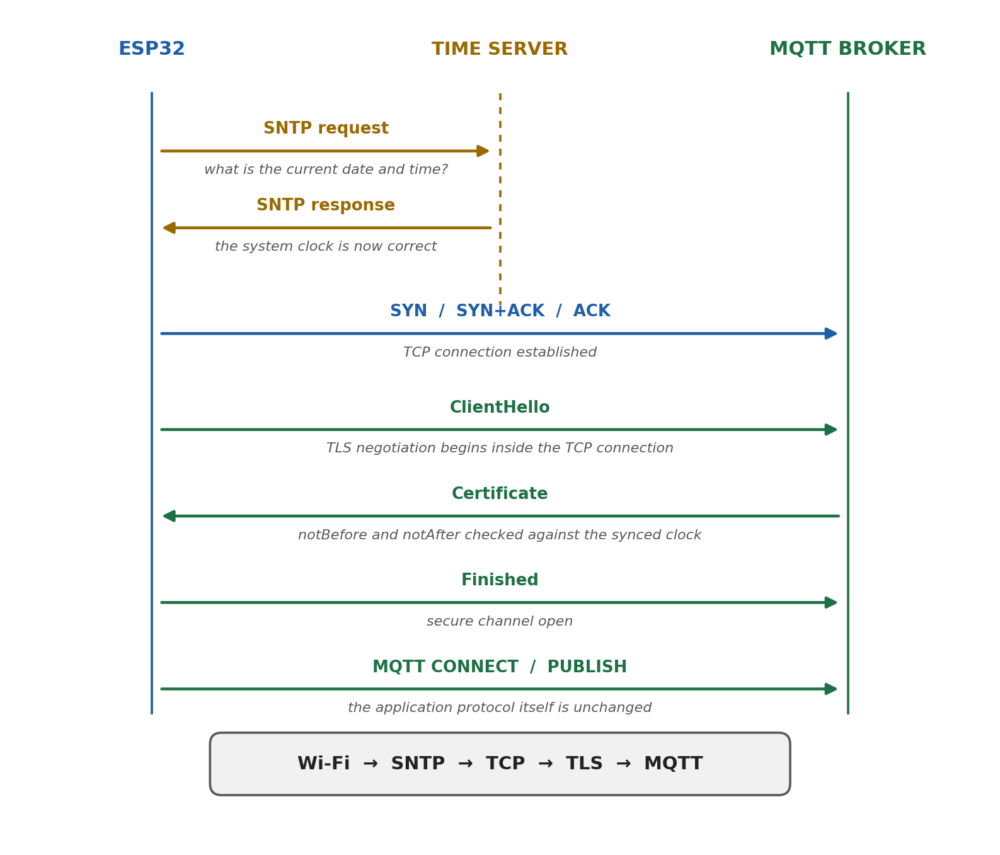 ESP32
TIME SERVER
MQTT BROKER
SNTP request
what is the current date and time?
SNTP response
the system clock is now correct
SYN / SYN+ACK / ACK
TCP connection established
ClientHello
TLS negotiation begins inside the TCP connection
Certificate
notBefore and notAfter checked against the synced clock
Finished
secure channel open
MQTT CONNECT / PUBLISH
the application protocol itself is unchanged
Wi-Fi → SNTP → TCP → TLS → MQTT